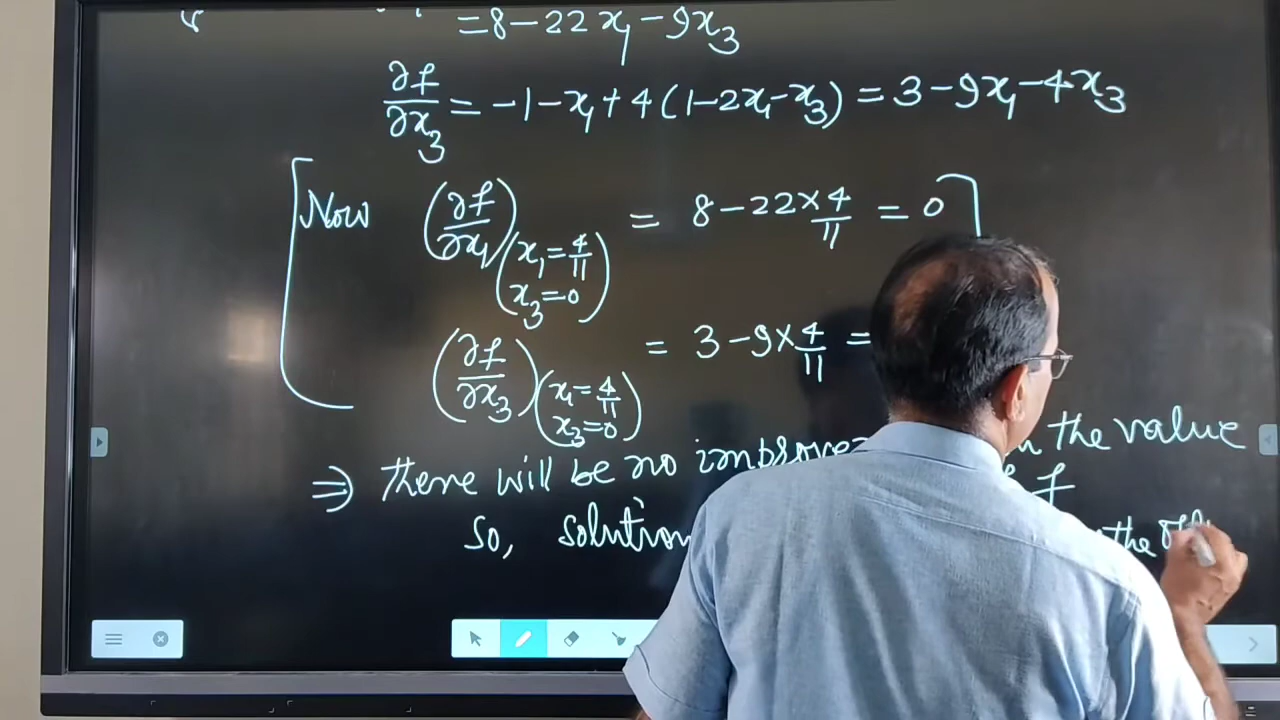 =8-22x₁-9x₃
∂f/∂x₃ = -1-x₁+4(1-2x₁-x₃) = 3-9x₁-4x₃
Now (∂f/∂x₁)(x₁=4/11 x₃=0) = 8-22×4/11 = 0
(∂f/∂x₃)(x₁=4/11 x₃=0) = 3-9×4/11 =
⇒ there will be no the value
f
So, solution the